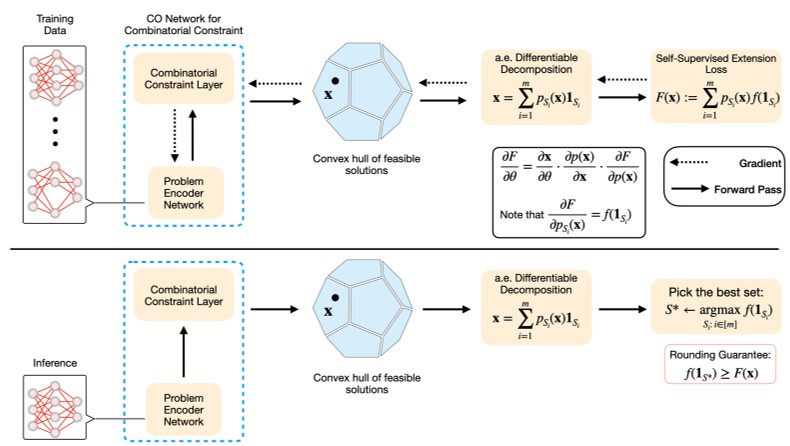 Training
Data
CO Network for
Combinatorial Constraint
Combinatorial
Constraint Layer
Problem
Encoder
Network
x
Convex hull of feasible
solutions
a.e. Differentiable
Decomposition
x = ∑_{i=1}^{m} p_{S_i}(x)1_{S_i}
Self-Supervised Extension
Loss
F(x) := ∑_{i=1}^{m} p_{S_i}(x)f(1_{S_i})
∂F/∂θ = ∂x/∂θ · ∂p(x)/∂x · ∂F/∂p(x)
Note that ∂F/∂p_{S_i}(x) = f(1_{S_i})
Gradient
Forward Pass
Inference
Combinatorial
Constraint Layer
Problem
Encoder
Network
x
Convex hull of feasible
solutions
a.e. Differentiable
Decomposition
x = ∑_{i=1}^{m} p_{S_i}(x)1_{S_i}
Pick the best set:
S* ← argmax f(1_{S_i})
S_i: i∈[m]
Rounding Guarantee:
f(1_{S*}) ≥ F(x)